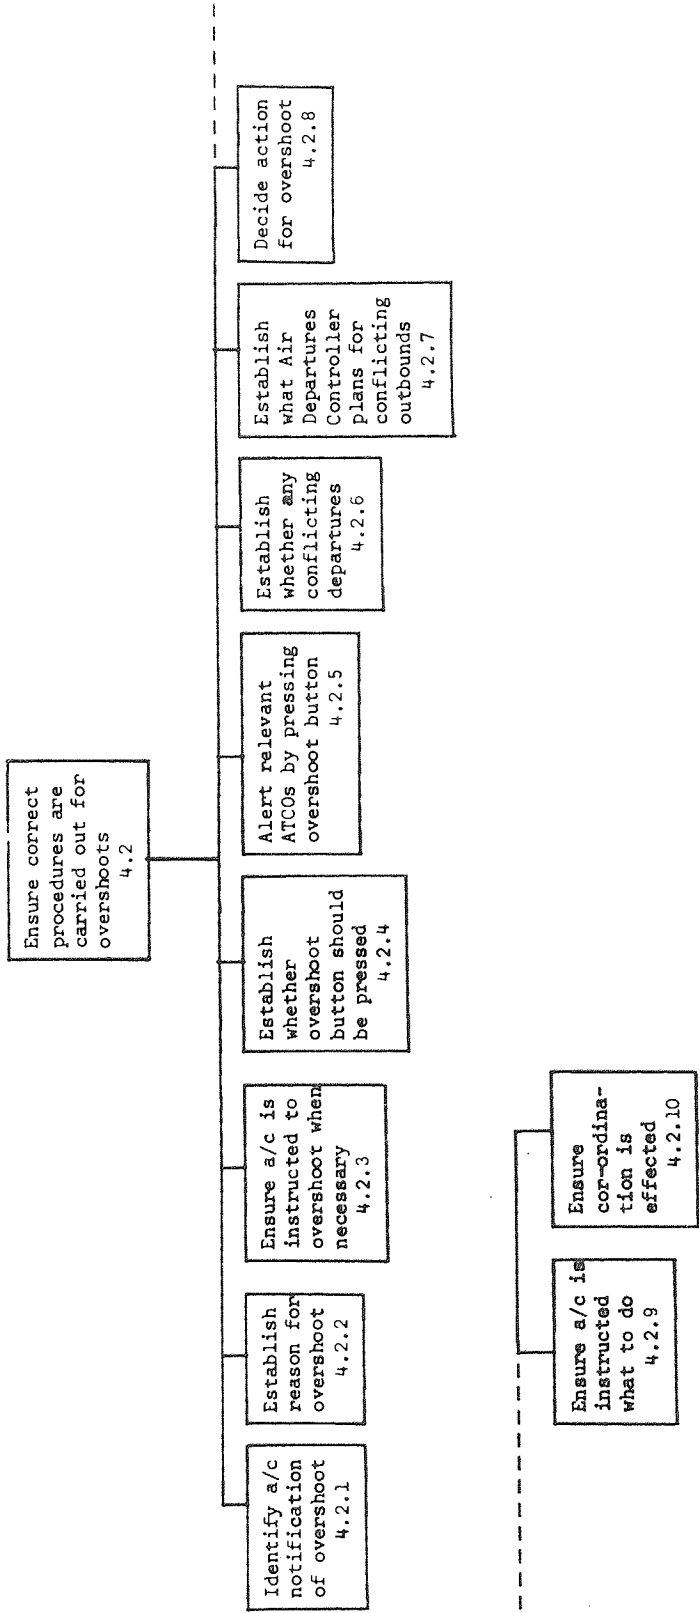 Ensure correct
procedures are
carried out for
overshoots
4.2
Identify a/c
notification
of overshoot
4.2.1
Establish
reason for
overshoot
4.2.2
Ensure a/c is
instructed to
overshoot when
necessary
4.2.3
Establish
whether
overshoot
button should
be pressed
4.2.4
Alert relevant
ATCOs by pressing
overshoot button
4.2.5
Establish
whether any
conflicting
departures
4.2.6
Establish
what Air
Departures
Controller
plans for
conflicting
outbounds
4.2.7
Decide action
for overshoot
4.2.8
Ensure a/c is
instructed
what to do
4.2.9
Ensure
cor-ordina-
tion is
effected
4.2.10